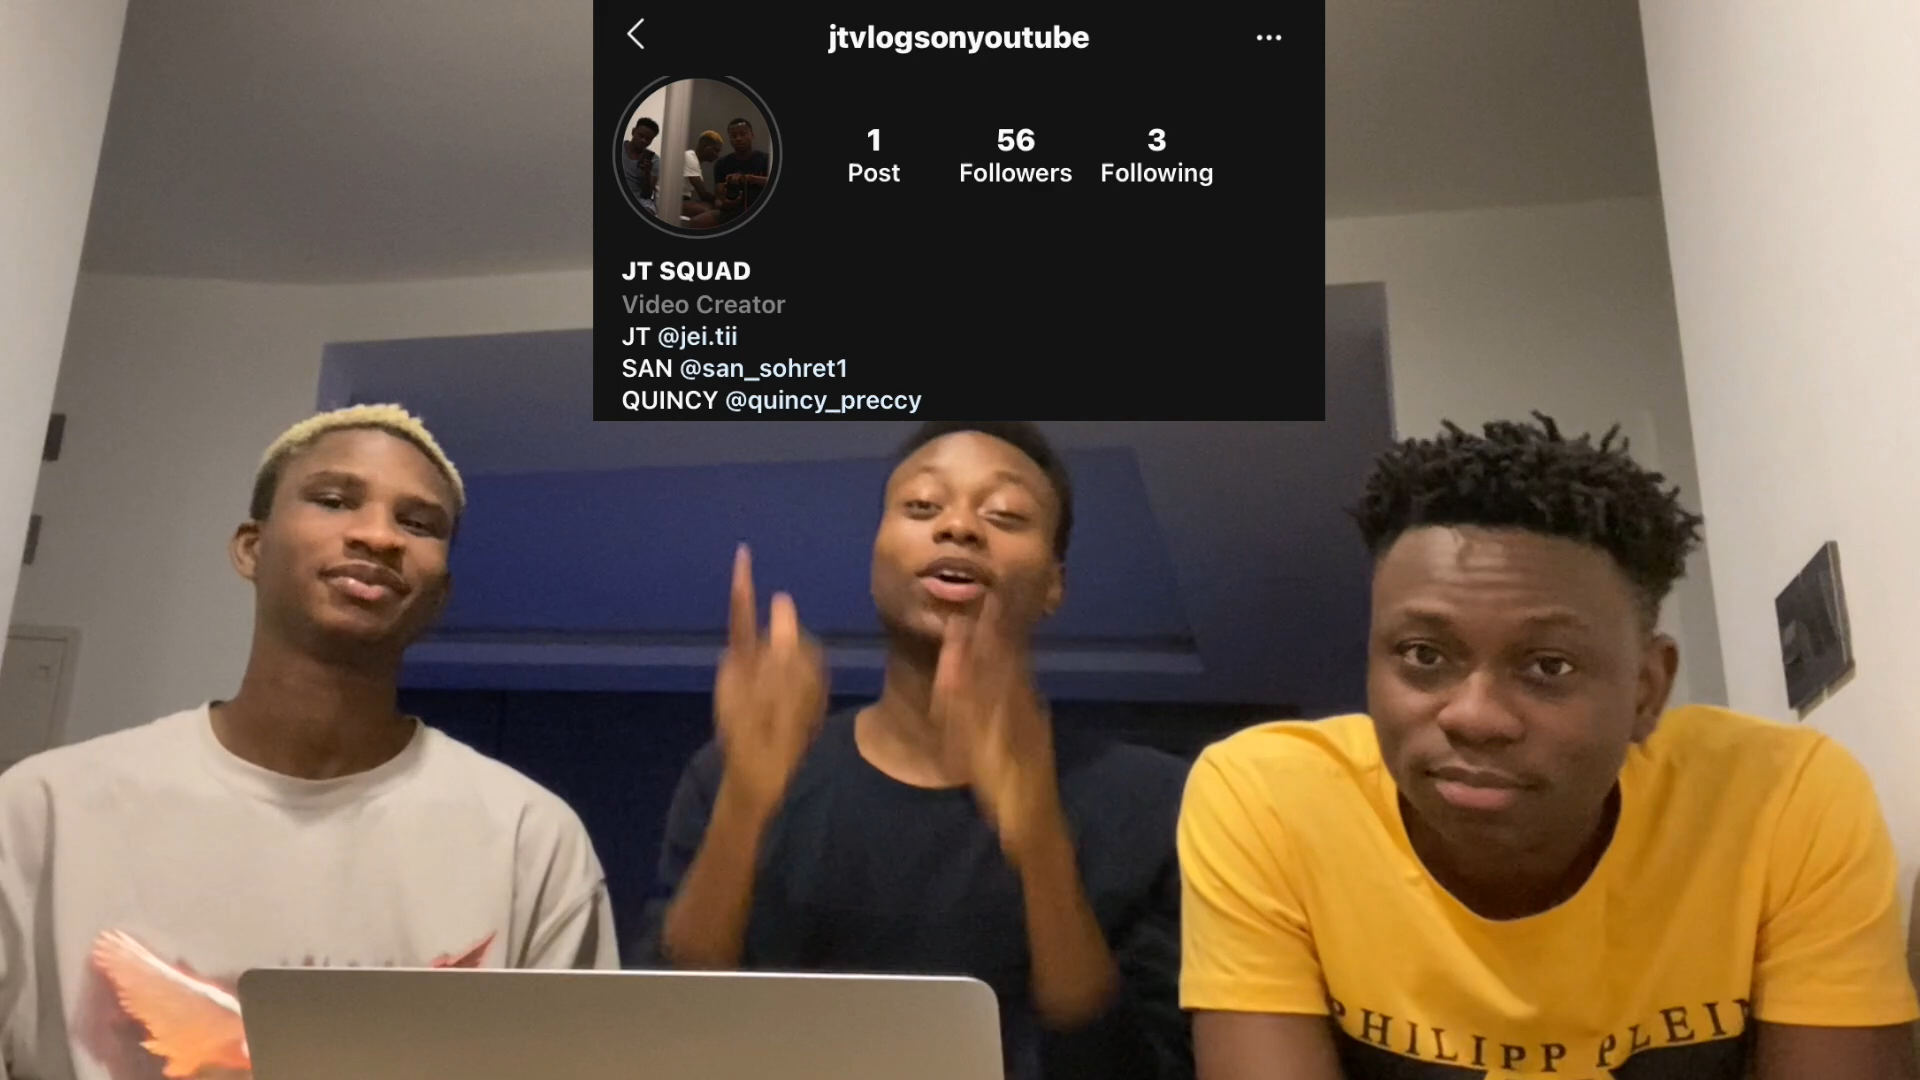 jtvlogsonyoutube
1 56 3
Post Followers Following
JT SQUAD
Video Creator
JT @jei.tii
SAN @san_sohret1
QUINCY @quincy_preccy
PHILIPP PLEIN